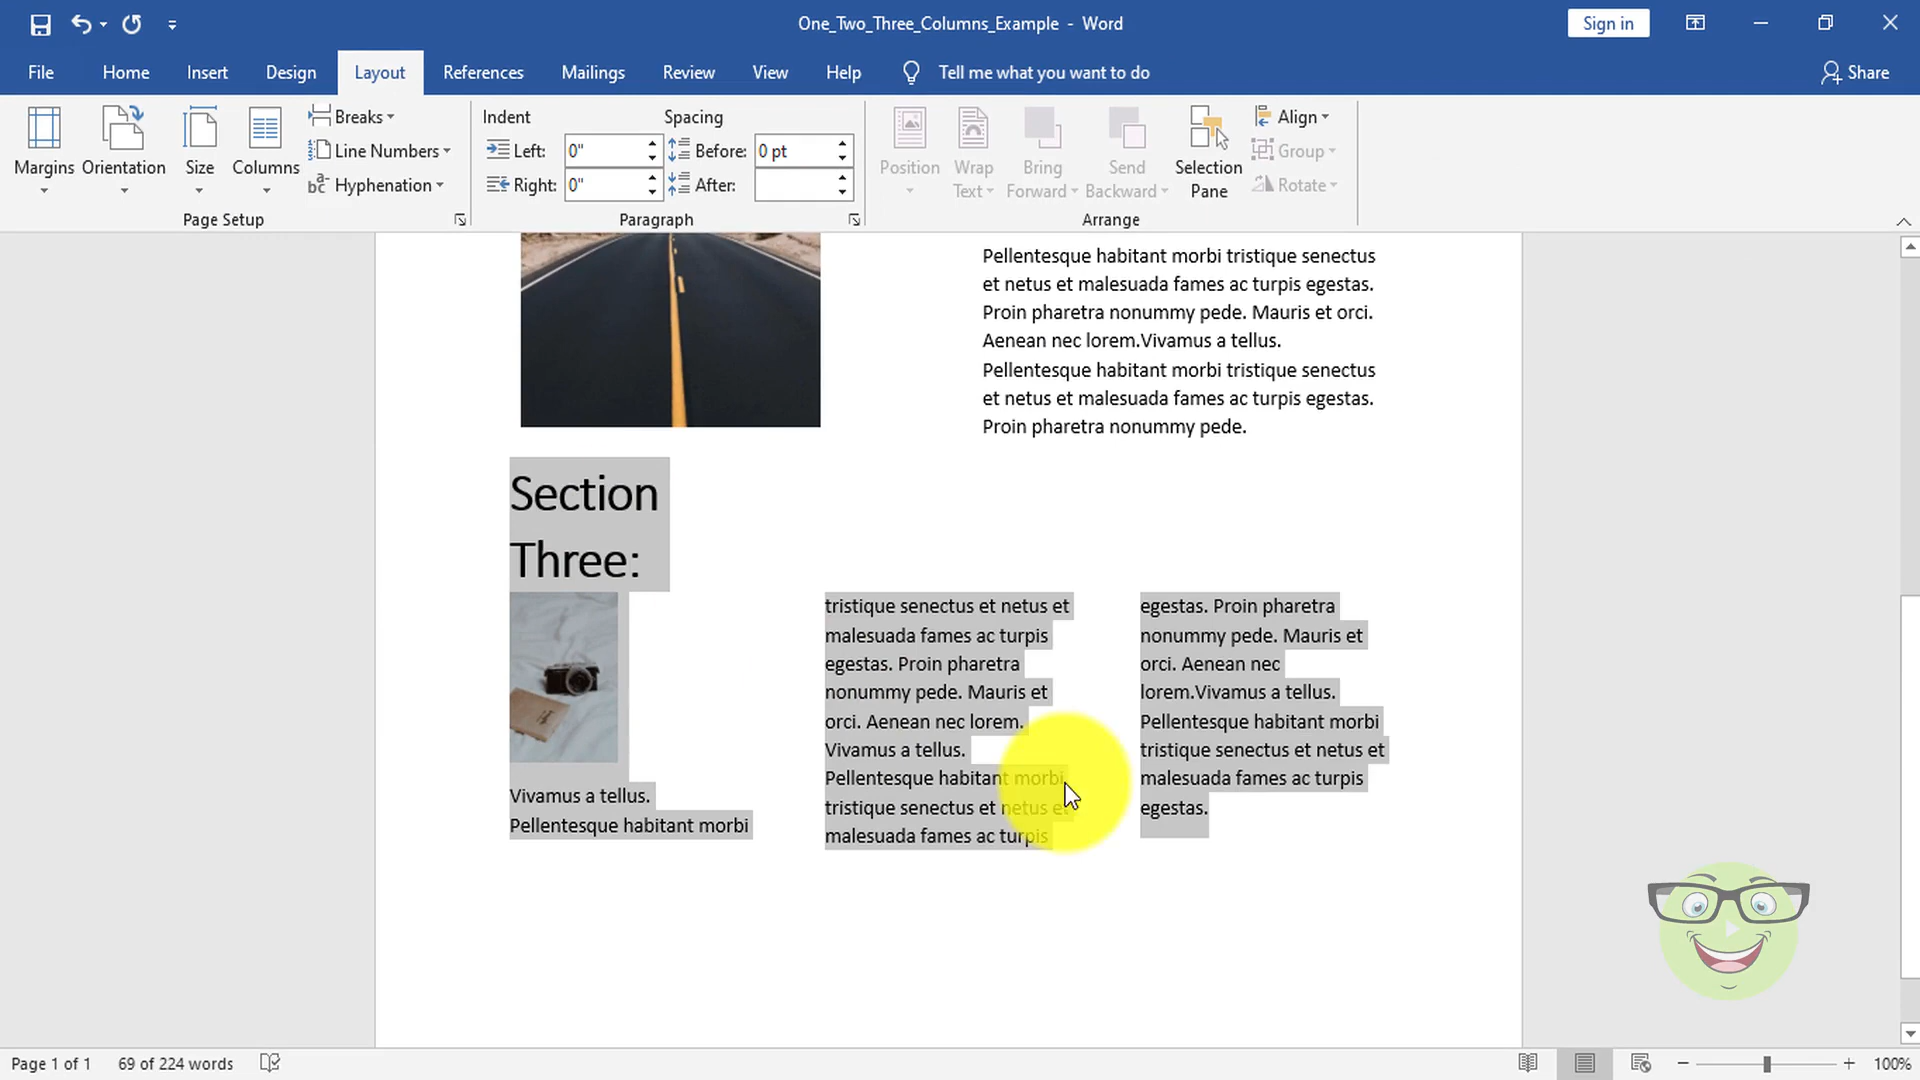 One_Two_Three_Columns_Example - Word
Sign in
File Home Insert Design Layout References Mailings Review View Help Tell me what you want to do Share
Margins
Orientation
Size
Columns
Breaks
Line Numbers
Hyphenation
Page Setup
Indent
Left: 0"
Right: 0"
Spacing
Before: 0 pt
After:
Paragraph
Position
Wrap
Text
Bring
Forward
Send
Backward
Selection
Pane
Align
Group
Rotate
Arrange
Pellentesque habitant morbi tristique senectus
et netus et malesuada fames ac turpis egestas.
Proin pharetra nonummy pede. Mauris et orci.
Aenean nec lorem.Vivamus a tellus.
Pellentesque habitant morbi tristique senectus
et netus et malesuada fames ac turpis egestas.
Proin pharetra nonummy pede.
Section
Three:
Vivamus a tellus.
Pellentesque habitant morbi
tristique senectus et netus et
malesuada fames ac turpis
egestas. Proin pharetra
nonummy pede. Mauris et
orci. Aenean nec lorem.
Vivamus a tellus.
Pellentesque habitant morbi
tristique senectus et netus et
malesuada fames ac turpis
egestas. Proin pharetra
nonummy pede. Mauris et
orci. Aenean nec
lorem.Vivamus a tellus.
Pellentesque habitant morbi
tristique senectus et netus et
malesuada fames ac turpis
egestas.
Page 1 of 1 69 of 224 words 100%